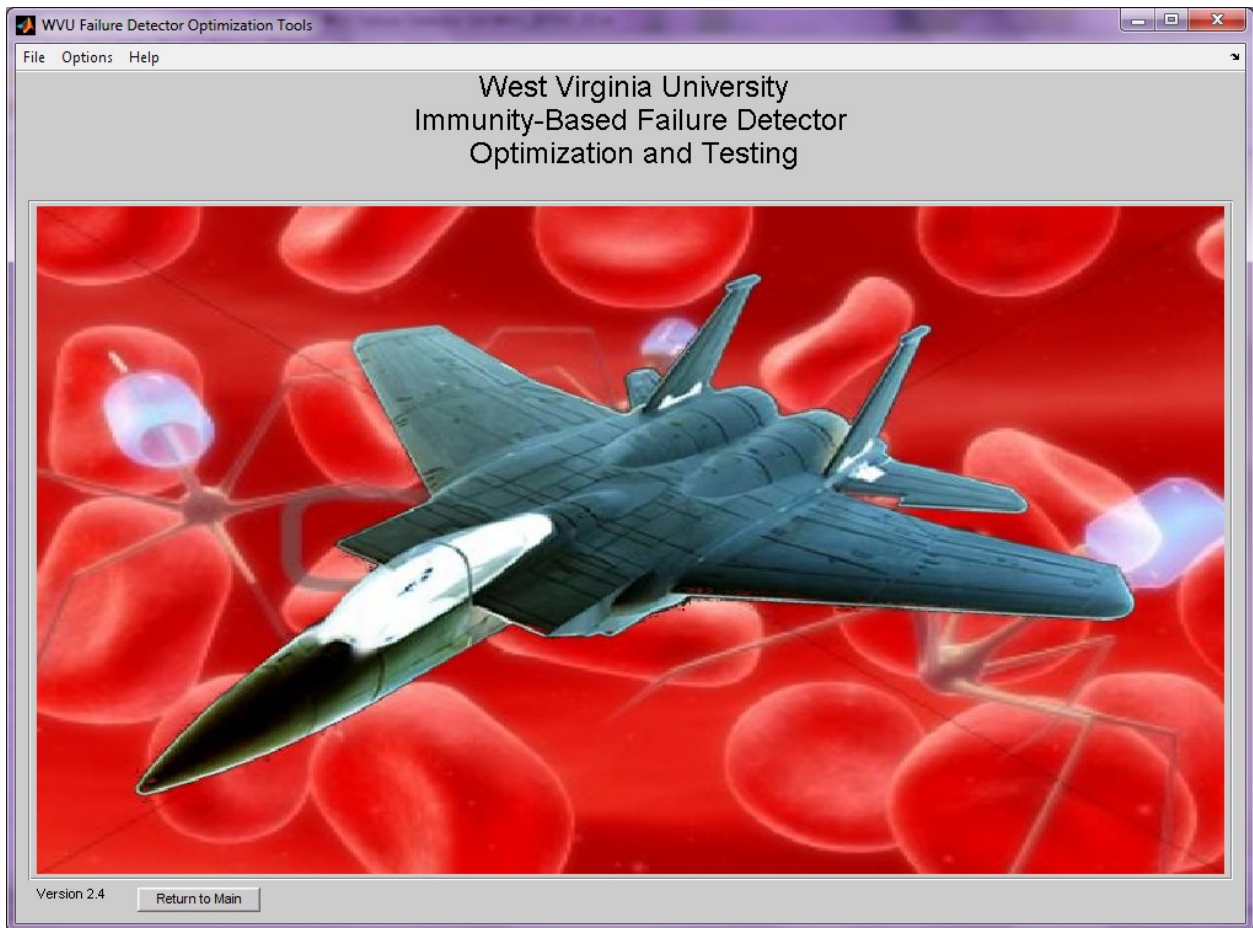 WVU Failure Detector Optimization Tools
File Options Help
West Virginia University
Immunity-Based Failure Detector
Optimization and Testing
Version 2.4
Return to Main